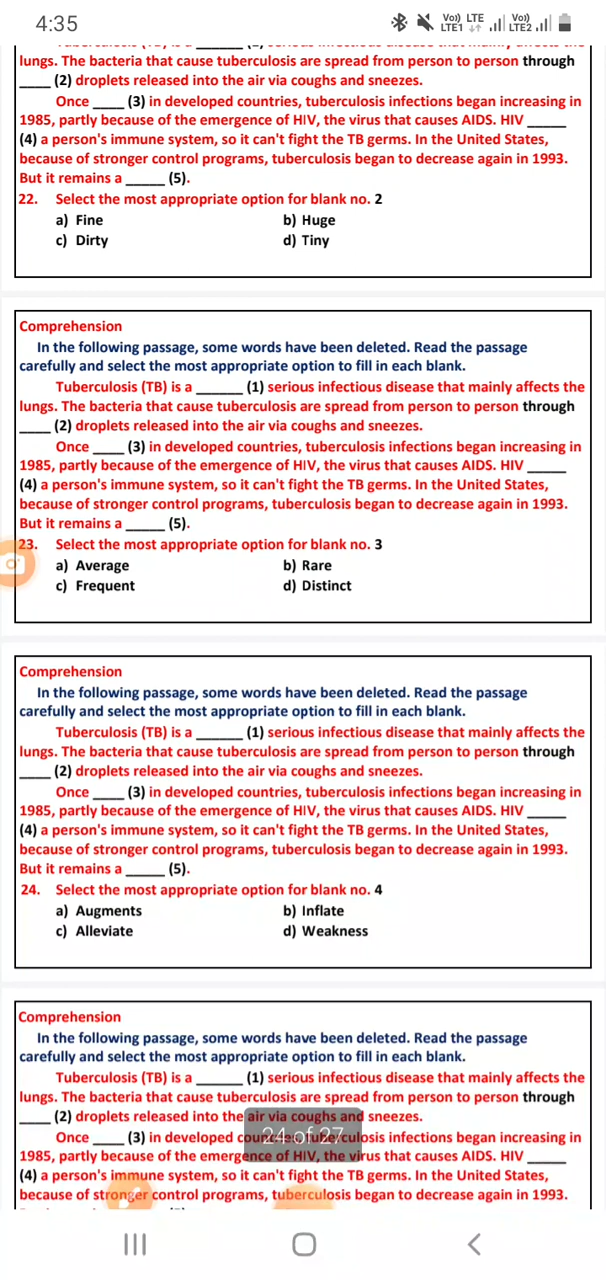 4:35
Vo)) LTE Vo))
LTE1 LTE2
lungs. The bacteria that cause tuberculosis are spread from person to person through
____ (2) droplets released into the air via coughs and sneezes.
Once ____ (3) in developed countries, tuberculosis infections began increasing in
1985, partly because of the emergence of HIV, the virus that causes AIDS. HIV _____
(4) a person's immune system, so it can't fight the TB germs. In the United States,
because of stronger control programs, tuberculosis began to decrease again in 1993.
But it remains a _____ (5).
22. Select the most appropriate option for blank no. 2
a) Fine b) Huge
c) Dirty d) Tiny
Comprehension
In the following passage, some words have been deleted. Read the passage
carefully and select the most appropriate option to fill in each blank.
Tuberculosis (TB) is a ______ (1) serious infectious disease that mainly affects the
lungs. The bacteria that cause tuberculosis are spread from person to person through
____ (2) droplets released into the air via coughs and sneezes.
Once ____ (3) in developed countries, tuberculosis infections began increasing in
1985, partly because of the emergence of HIV, the virus that causes AIDS. HIV _____
(4) a person's immune system, so it can't fight the TB germs. In the United States,
because of stronger control programs, tuberculosis began to decrease again in 1993.
But it remains a _____ (5).
23. Select the most appropriate option for blank no. 3
a) Average b) Rare
c) Frequent d) Distinct
Comprehension
In the following passage, some words have been deleted. Read the passage
carefully and select the most appropriate option to fill in each blank.
Tuberculosis (TB) is a ______ (1) serious infectious disease that mainly affects the
lungs. The bacteria that cause tuberculosis are spread from person to person through
____ (2) droplets released into the air via coughs and sneezes.
Once ____ (3) in developed countries, tuberculosis infections began increasing in
1985, partly because of the emergence of HIV, the virus that causes AIDS. HIV _____
(4) a person's immune system, so it can't fight the TB germs. In the United States,
because of stronger control programs, tuberculosis began to decrease again in 1993.
But it remains a _____ (5).
24. Select the most appropriate option for blank no. 4
a) Augments b) Inflate
c) Alleviate d) Weakness
Comprehension
In the following passage, some words have been deleted. Read the passage
carefully and select the most appropriate option to fill in each blank.
Tuberculosis (TB) is a ______ (1) serious infectious disease that mainly affects the
lungs. The bacteria that cause tuberculosis are spread from person to person through
____ (2) droplets released into the air via coughs and sneezes.
Once ____ (3) in developed countries, tuberculosis infections began increasing in
24 of 27
1985, partly because of the emergence of HIV, the virus that causes AIDS. HIV _____
(4) a person's immune system, so it can't fight the TB germs. In the United States,
because of stronger control programs, tuberculosis began to decrease again in 1993.